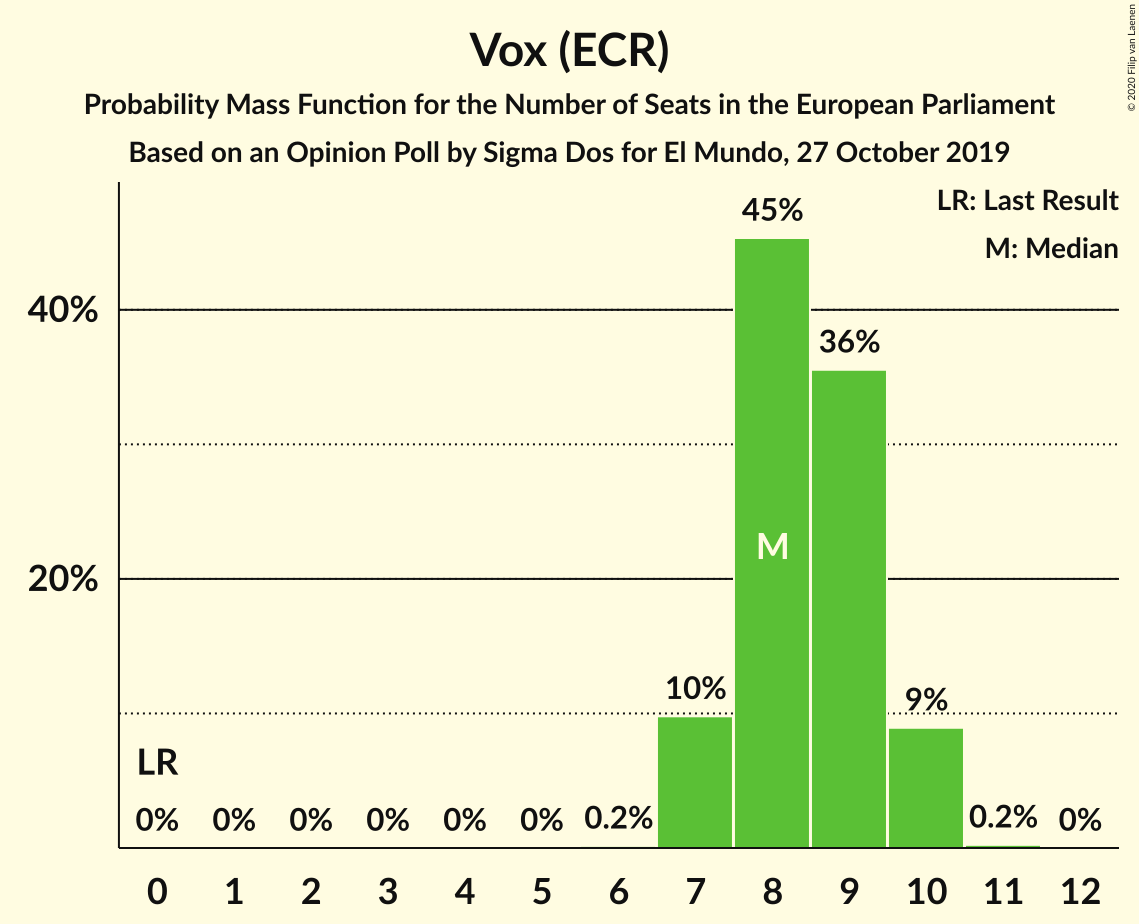 Vox (ECR)
Probability Mass Function for the Number of Seats in the European Parliament
Based on an Opinion Poll by Sigma Dos for El Mundo, 27 October 2019
© 2020 Filip van Laenen
LR: Last Result
M: Median
40%
20%
45%
36%
M
10%
9%
LR
0% 0% 0% 0% 0% 0% 0.2% 0.2% 0%
0 1 2 3 4 5 6 7 8 9 10 11 12